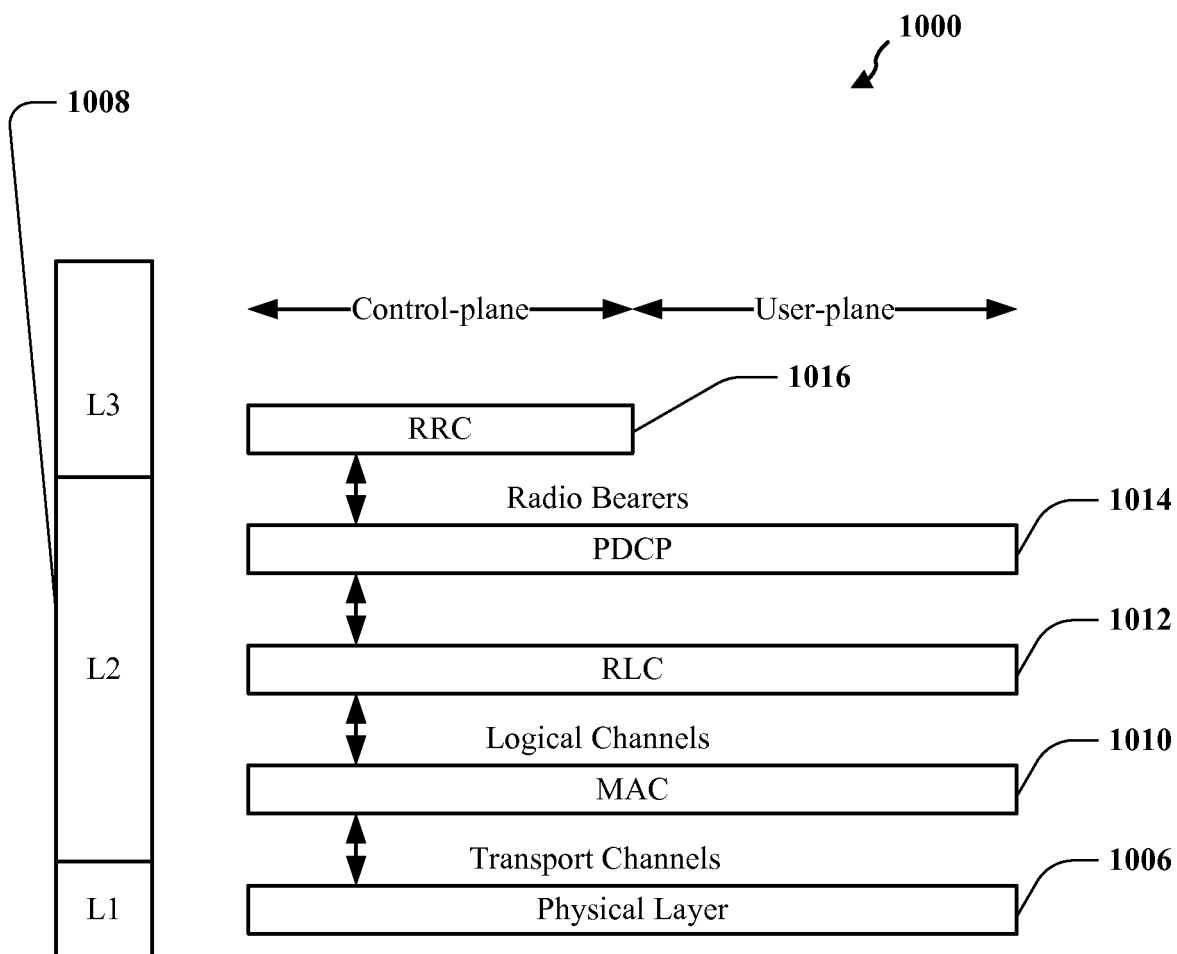 1000
1008
Control-plane
User-plane
1016
L3
RRC
Radio Bearers
1014
PDCP
1012
L2
RLC
Logical Channels
1010
MAC
Transport Channels
1006
L1
Physical Layer